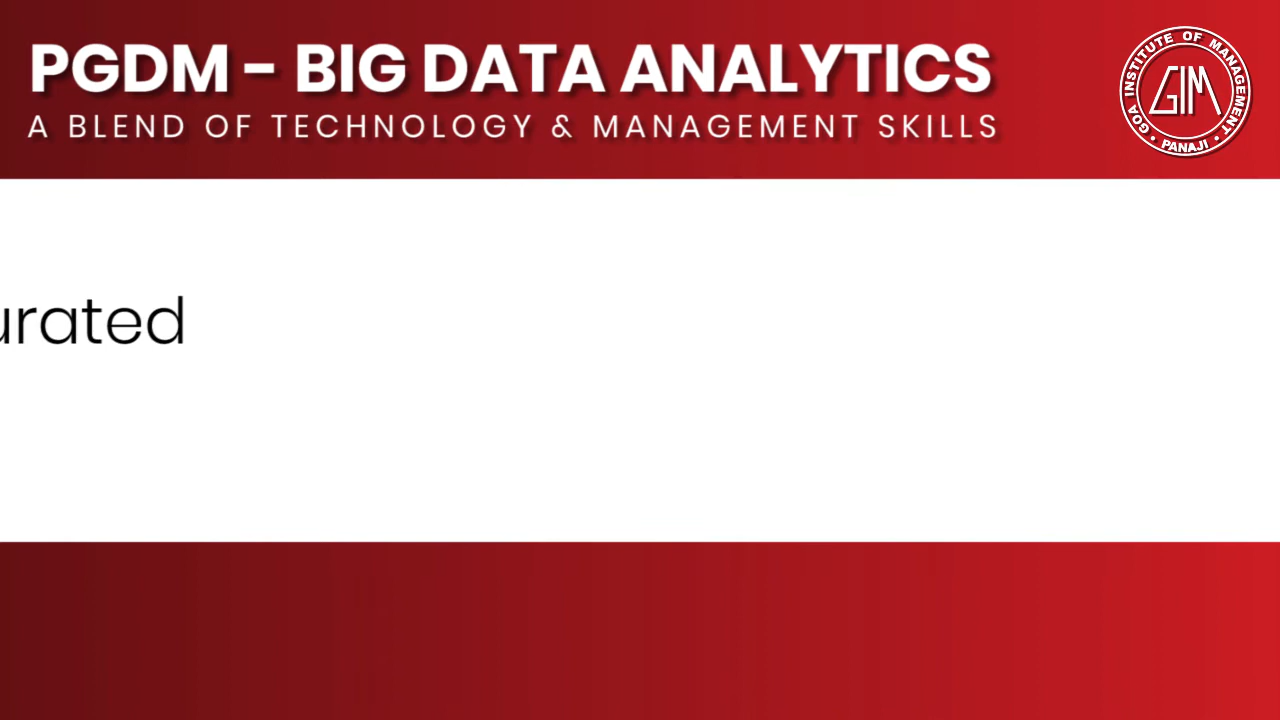 PGDM - BIG DATA ANALYTICS
A BLEND OF TECHNOLOGY & MANAGEMENT SKILLS
GOA INSTITUTE OF MANAGEMENT
GIM
• PANAJI •
urated